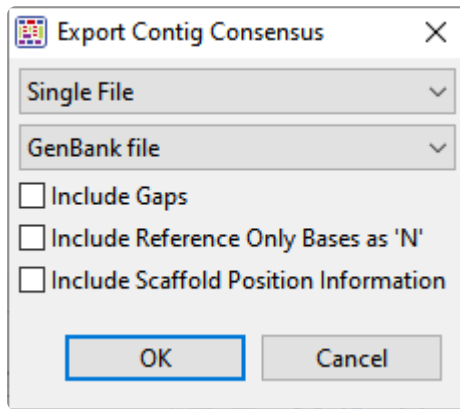 Export Contig Consensus
Single File
GenBank file
Include Gaps
Include Reference Only Bases as 'N'
Include Scaffold Position Information
OK Cancel